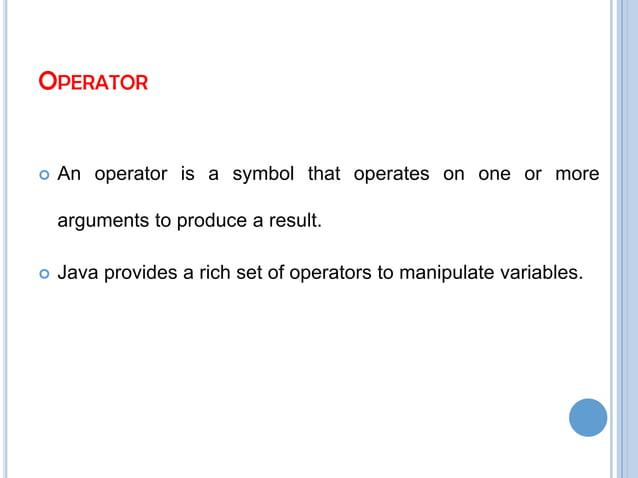 OPERATOR
An operator is a symbol that operates on one or more
arguments to produce a result.
Java provides a rich set of operators to manipulate variables.